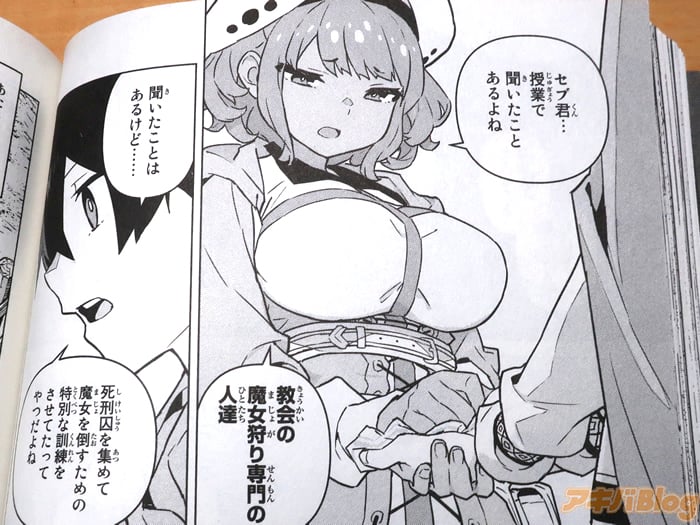 セブ君…
授業で
聞いたこと
あるよね
教会の
魔女狩り専門の
人達
聞いたことは
あるけど……
死刑囚を集めて
魔女を倒すための
特別な訓練を
させてたって
やつだよね
アキバBlog